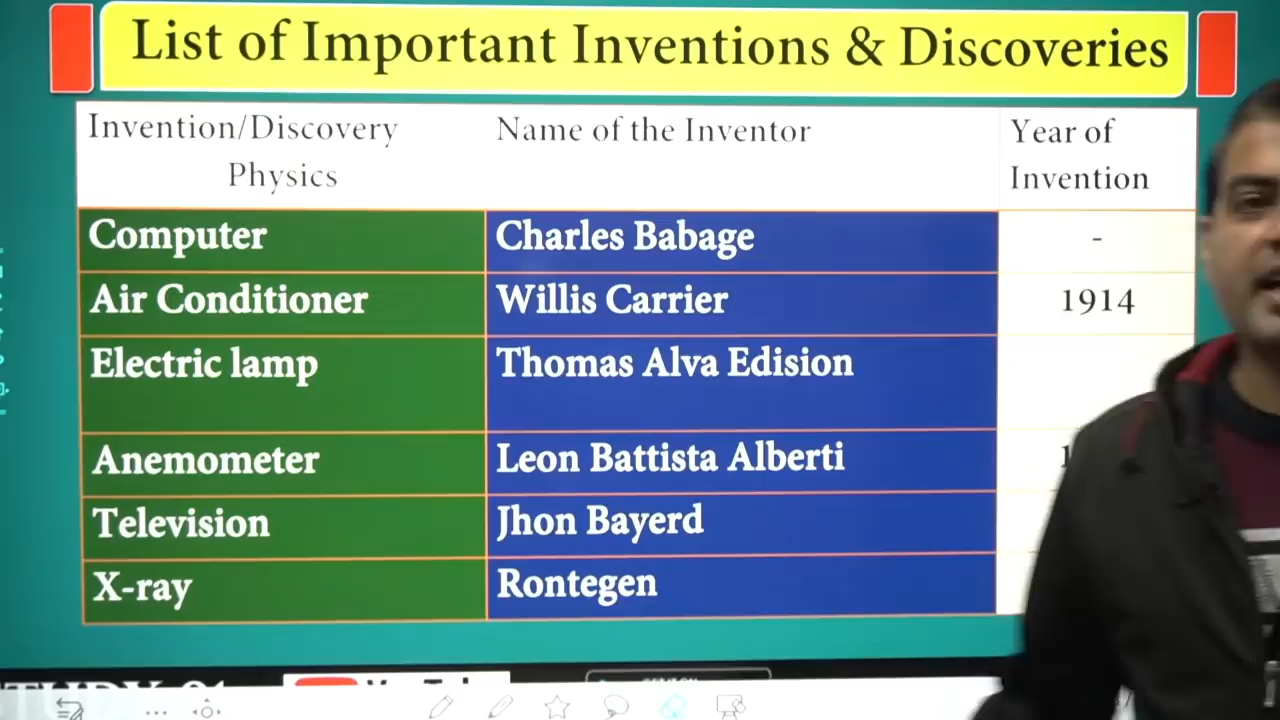 List of Important Inventions & Discoveries
Invention/Discovery Name of the Inventor Year of
Physics Invention
Computer Charles Babage -
Air Conditioner Willis Carrier 1914
Electric lamp Thomas Alva Edision
Anemometer Leon Battista Alberti
Television Jhon Bayerd
X-ray Rontegen